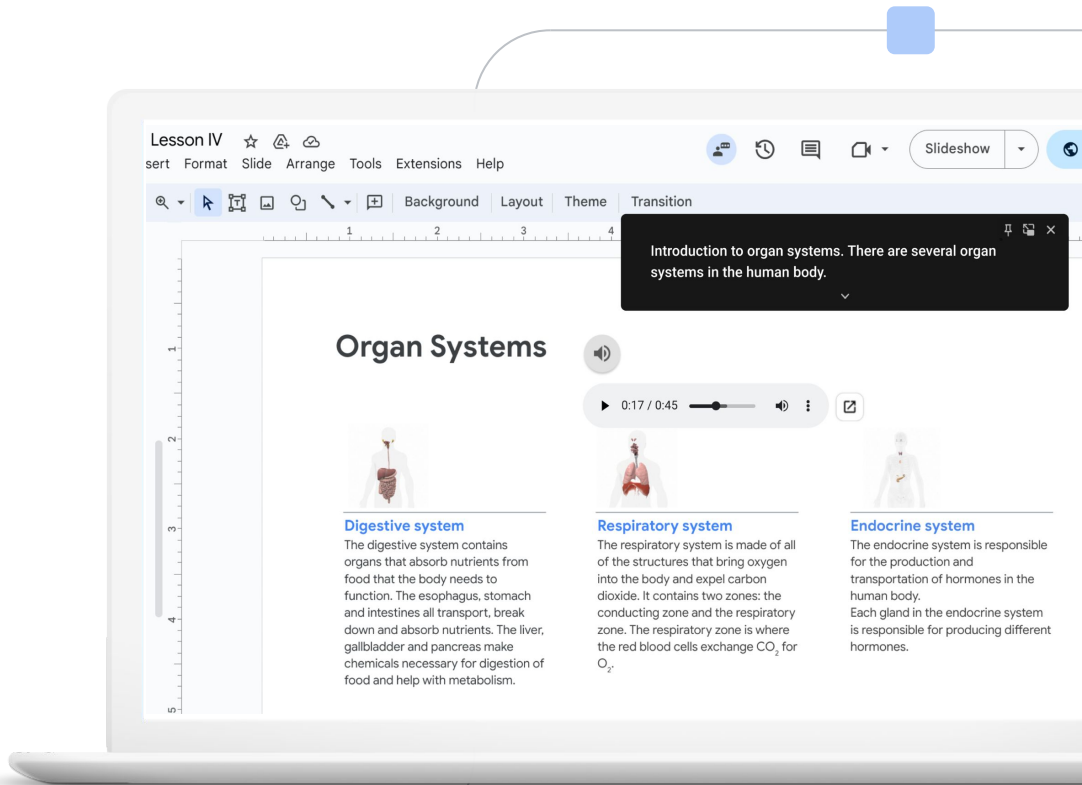 Lesson IV
sert Format Slide Arrange Tools Extensions Help
Slideshow
Background Layout Theme Transition
1 2 3 4
Introduction to organ systems. There are several organ
systems in the human body.
1
2
3
4
5
Organ Systems
0:17 / 0:45
Digestive system
The digestive system contains
organs that absorb nutrients from
food that the body needs to
function. The esophagus, stomach
and intestines all transport, break
down and absorb nutrients. The liver,
gallbladder and pancreas make
chemicals necessary for digestion of
food and help with metabolism.
Respiratory system
The respiratory system is made of all
of the structures that bring oxygen
into the body and expel carbon
dioxide. It contains two zones: the
conducting zone and the respiratory
zone. The respiratory zone is where
the red blood cells exchange CO₂ for
O₂.
Endocrine system
The endocrine system is responsible
for the production and
transportation of hormones in the
human body.
Each gland in the endocrine system
is responsible for producing different
hormones.